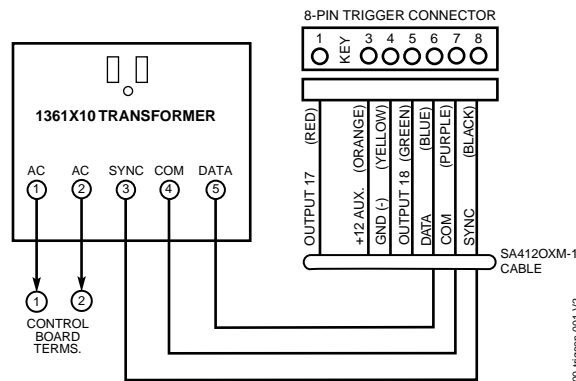 8-PIN TRIGGER CONNECTOR
1 KEY 3 4 5 6 7 8
1361X10 TRANSFORMER
AC AC SYNC COM DATA
1 2 3 4 5
OUTPUT 17 (RED)
+12 AUX. (ORANGE)
GND (-) (YELLOW)
OUTPUT 18 (GREEN)
DATA (BLUE)
COM (PURPLE)
SYNC (BLACK)
SA412OXM-1
CABLE
1 2
CONTROL
BOARD
TERMS.